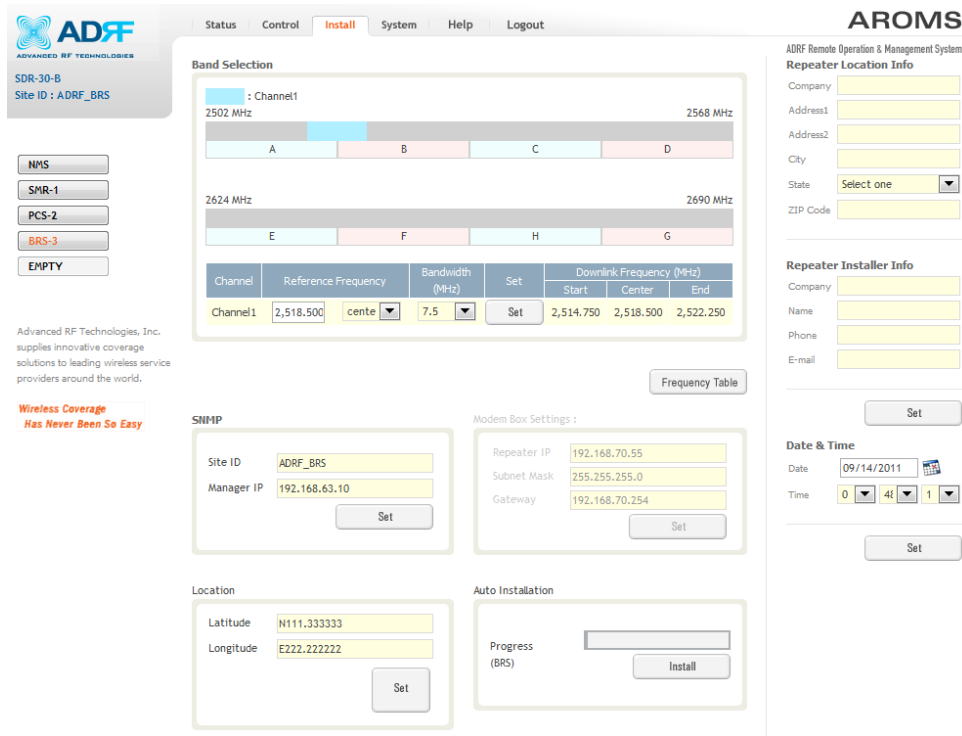 ADRF
ADVANCED RF TECHNOLOGIES
SDR-30-B
Site ID : ADRF_BRS
NMS
SMR-1
PCS-2
BRS-3
EMPTY
Advanced RF Technologies, Inc.
supplies innovative coverage
solutions to leading wireless service
providers around the world.
Wireless Coverage
Has Never Been So Easy
Status Control Install System Help Logout
Band Selection
: Channel1
2502 MHz 2568 MHz
A B C D
2624 MHz 2690 MHz
E F H G
Channel Reference Frequency Bandwidth (MHz) Set Downlink Frequency (MHz)
Start Center End
Channel1 2,518.500 cente 7.5 Set 2,514.750 2,518.500 2,522.250
Frequency Table
SNMP
Site ID ADRF_BRS
Manager IP 192.168.63.10
Set
Modem Box Settings :
Repeater IP 192.168.70.55
Subnet Mask 255.255.255.0
Gateway 192.168.70.254
Set
Location
Latitude N111.333333
Longitude E222.222222
Set
Auto Installation
Progress
(BRS)
Install
AROMS
ADRF Remote Operation & Management System
Repeater Location Info
Company
Address1
Address2
City
State Select one
ZIP Code
Repeater Installer Info
Company
Name
Phone
E-mail
Set
Date & Time
Date 09/14/2011
Time 0 48 1
Set